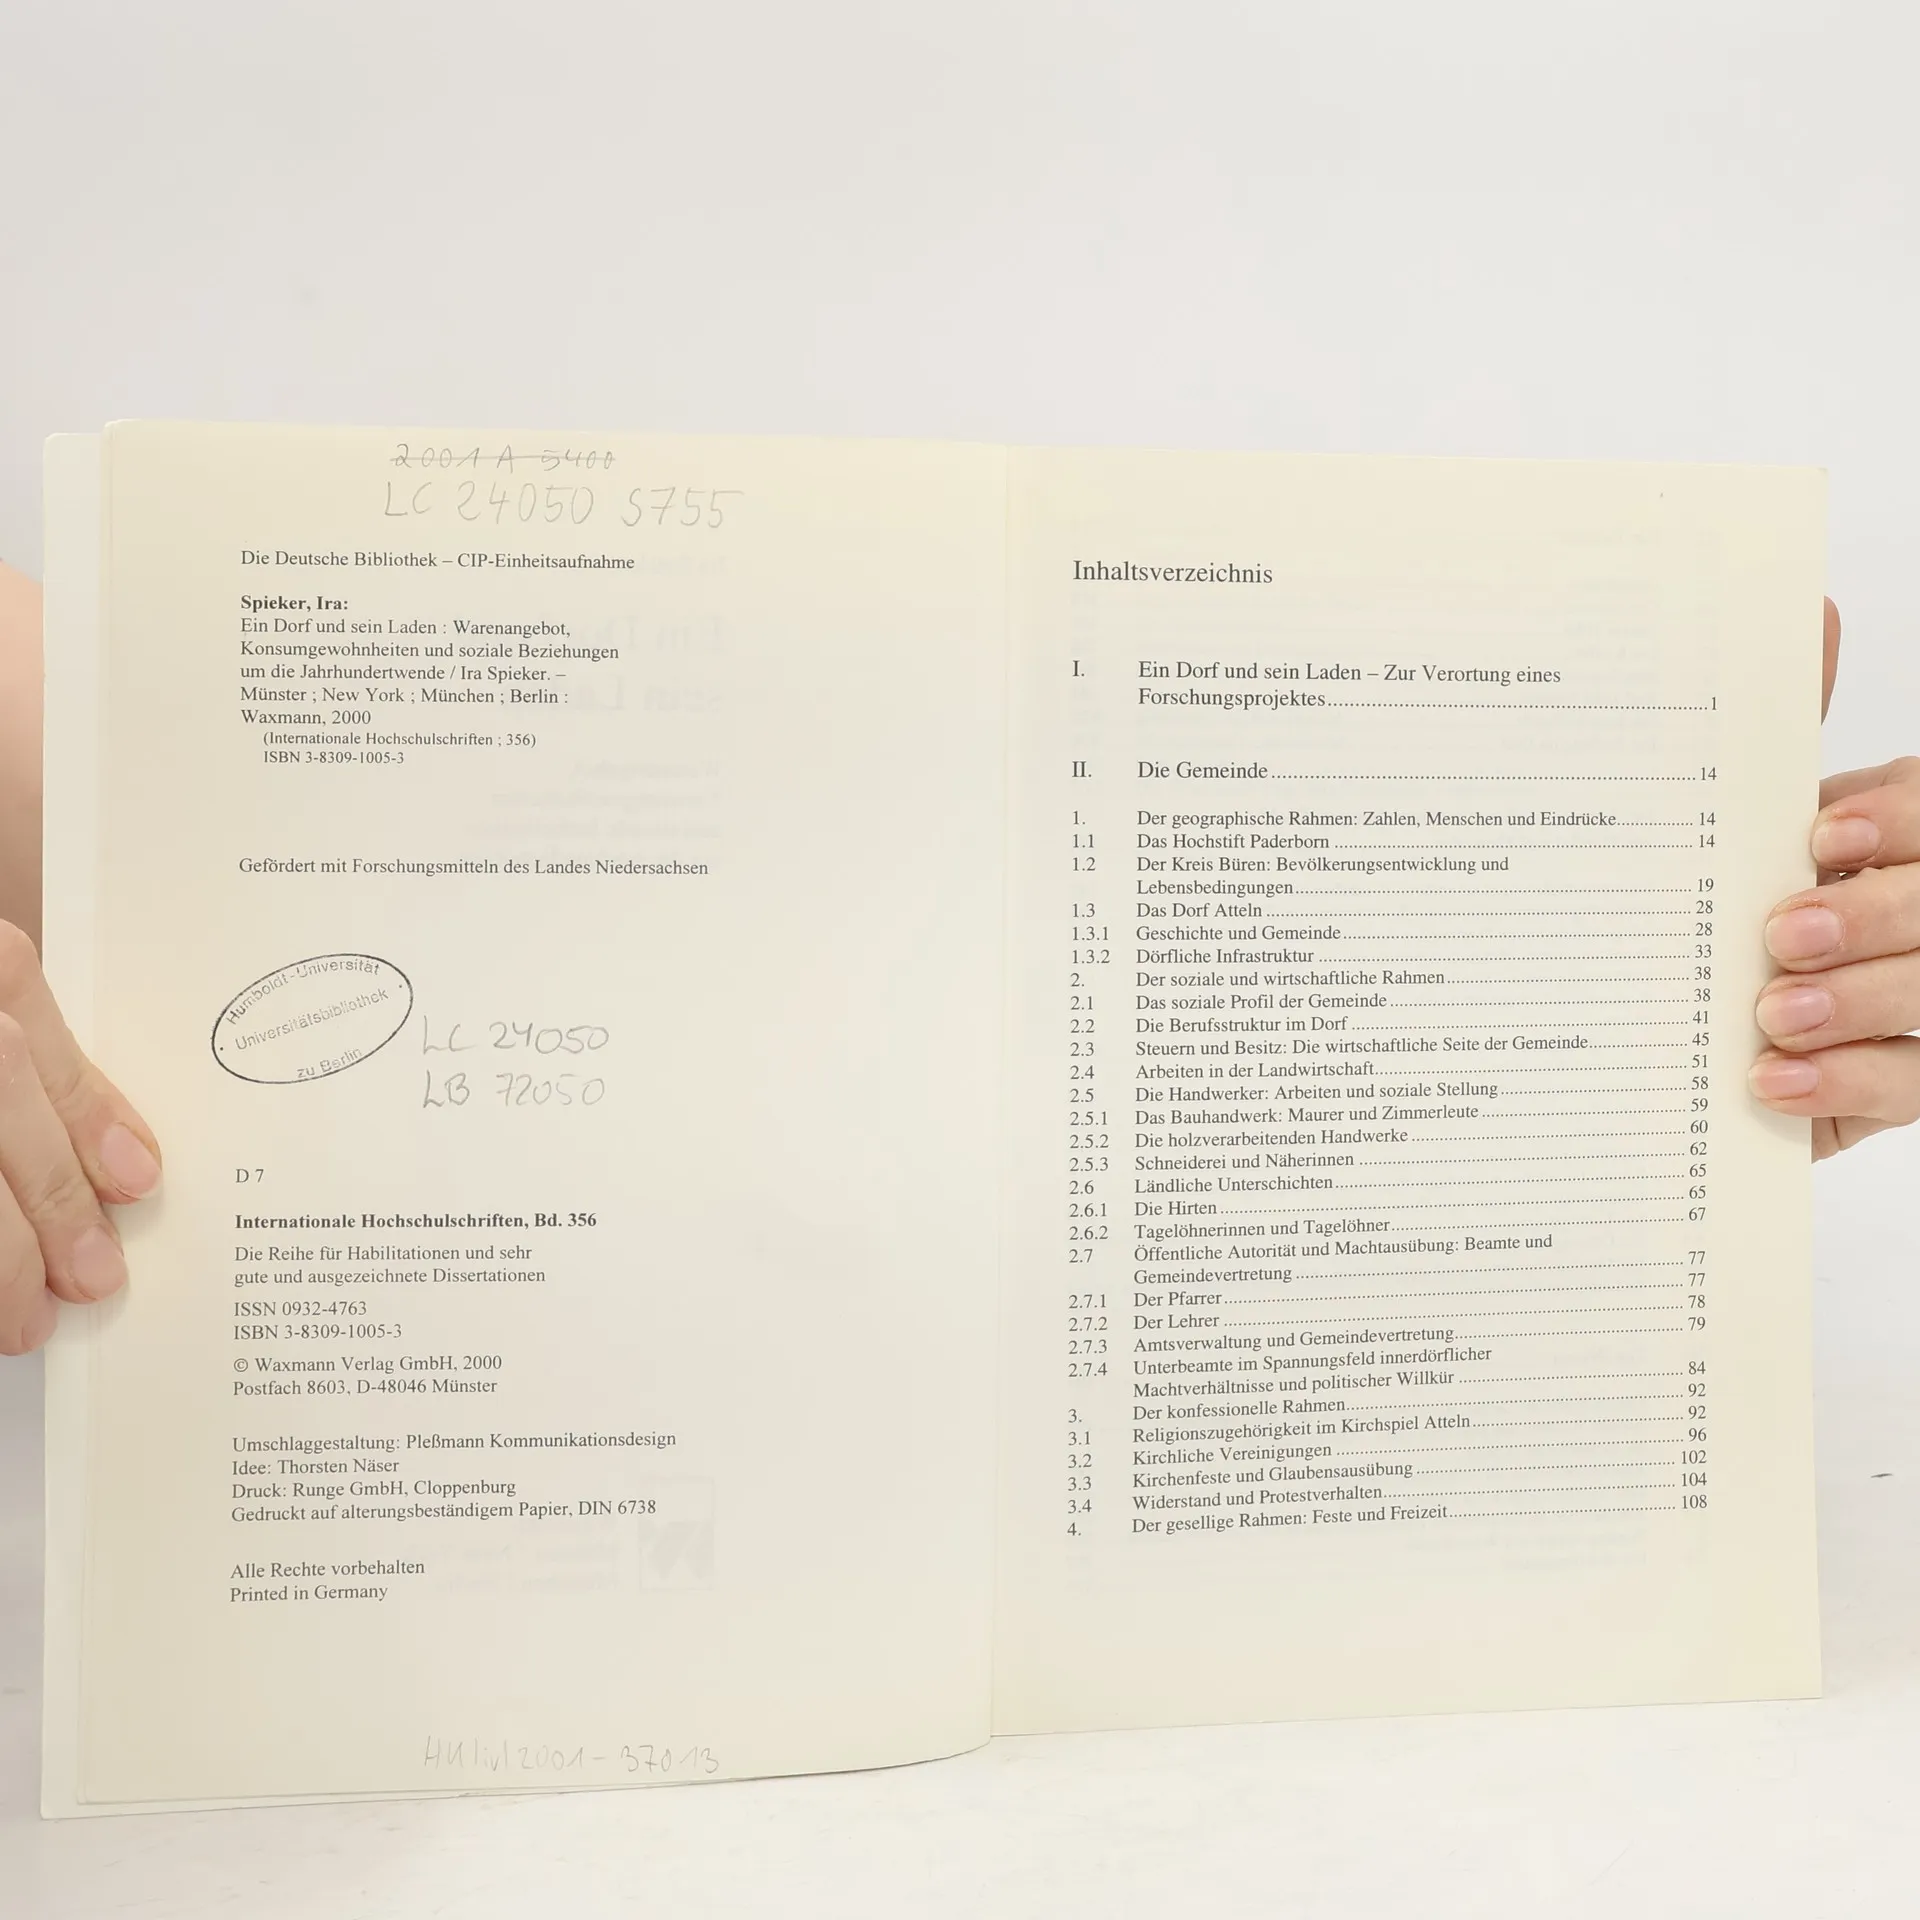 2001 A 5400
LC 24050 S755
Die Deutsche Bibliothek – CIP-Einheitsaufnahme
Spieker, Ira:
Ein Dorf und sein Laden : Warenangebot,
Konsumgewohnheiten und soziale Beziehungen
um die Jahrhundertwende / Ira Spieker. –
Münster ; New York ; München ; Berlin :
Waxmann, 2000
(Internationale Hochschulschriften ; 356)
ISBN 3-8309-1005-3
Gefördert mit Forschungsmitteln des Landes Niedersachsen
Humboldt-Universität
Universitätsbibliothek
zu Berlin
LC 24050
LB 72050
D 7
Internationale Hochschulschriften, Bd. 356
Die Reihe für Habilitationen und sehr
gute und ausgezeichnete Dissertationen
ISSN 0932-4763
ISBN 3-8309-1005-3
© Waxmann Verlag GmbH, 2000
Postfach 8603, D-48046 Münster
Umschlaggestaltung: Pleßmann Kommunikationsdesign
Idee: Thorsten Näser
Druck: Runge GmbH, Cloppenburg
Gedruckt auf alterungsbeständigem Papier, DIN 6738
Alle Rechte vorbehalten
Printed in Germany
2001-37013
Inhaltsverzeichnis
I. Ein Dorf und sein Laden – Zur Verortung eines
Forschungsprojektes 1
II. Die Gemeinde 14
1. Der geographische Rahmen: Zahlen, Menschen und Eindrücke 14
1.1 Das Hochstift Paderborn 14
1.2 Der Kreis Büren: Bevölkerungsentwicklung und
Lebensbedingungen 19
1.3 Das Dorf Atteln 28
1.3.1 Geschichte und Gemeinde 28
1.3.2 Dörfliche Infrastruktur 33
2. Der soziale und wirtschaftliche Rahmen 38
2.1 Das soziale Profil der Gemeinde 38
2.2 Die Berufsstruktur im Dorf 41
2.3 Steuern und Besitz: Die wirtschaftliche Seite der Gemeinde 45
2.4 Arbeiten in der Landwirtschaft 51
2.5 Die Handwerker: Arbeiten und soziale Stellung 58
2.5.1 Das Bauhandwerk: Maurer und Zimmerleute 59
2.5.2 Die holzverarbeitenden Handwerke 60
2.5.3 Schneiderei und Näherinnen 62
2.6 Ländliche Unterschichten 65
2.6.1 Die Hirten 65
2.6.2 Tagelöhnerinnen und Tagelöhner 67
2.7 Öffentliche Autorität und Machtausübung: Beamte und
Gemeindevertretung 77
2.7.1 Der Pfarrer 77
2.7.2 Der Lehrer 78
2.7.3 Amtsverwaltung und Gemeindevertretung 79
2.7.4 Unterbeamte im Spannungsfeld innerdörflicher
Machtverhältnisse und politischer Willkür 84
3. Der konfessionelle Rahmen 92
3.1 Religionszugehörigkeit im Kirchspiel Atteln 92
3.2 Kirchliche Vereinigungen 96
3.3 Kirchenfeste und Glaubensausübung 102
3.4 Widerstand und Protestverhalten 104
4. Der gesellige Rahmen: Feste und Freizeit 108